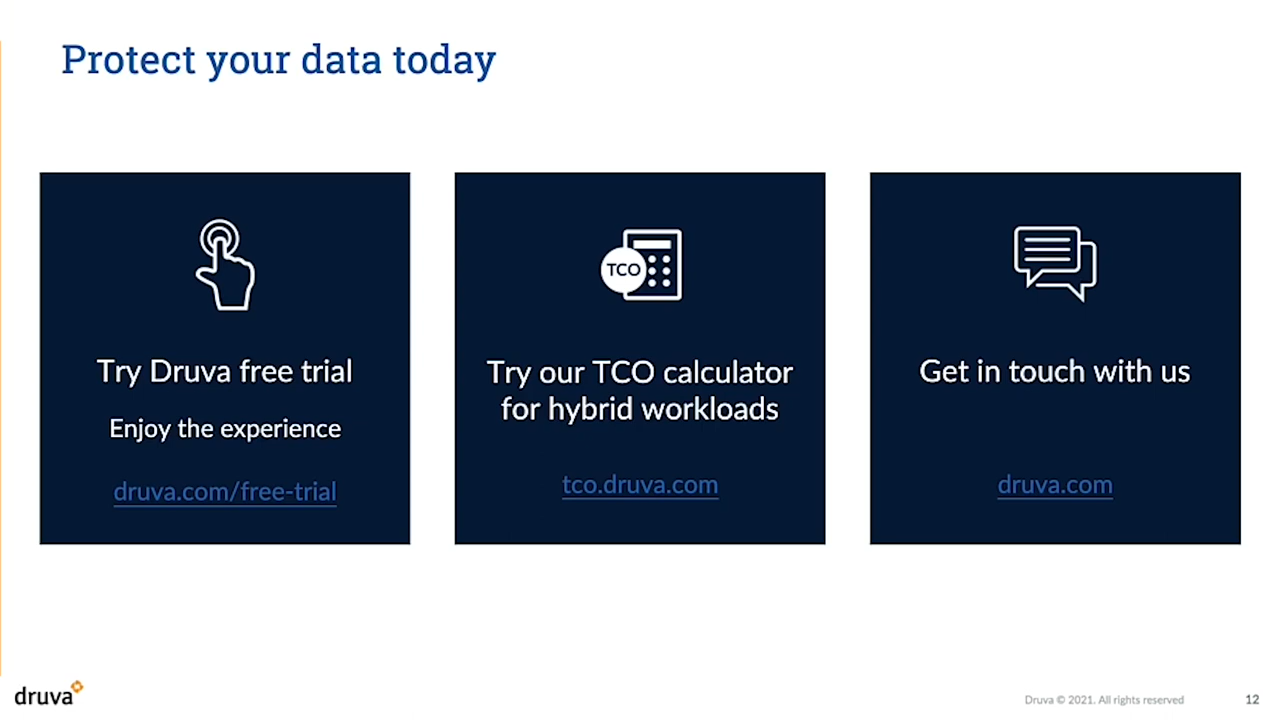 Protect your data today
Try Druva free trial
Enjoy the experience
druva.com/free-trial
TCO
Try our TCO calculator
for hybrid workloads
tco.druva.com
Get in touch with us
druva.com
druva
Druva © 2021. All rights reserved
12